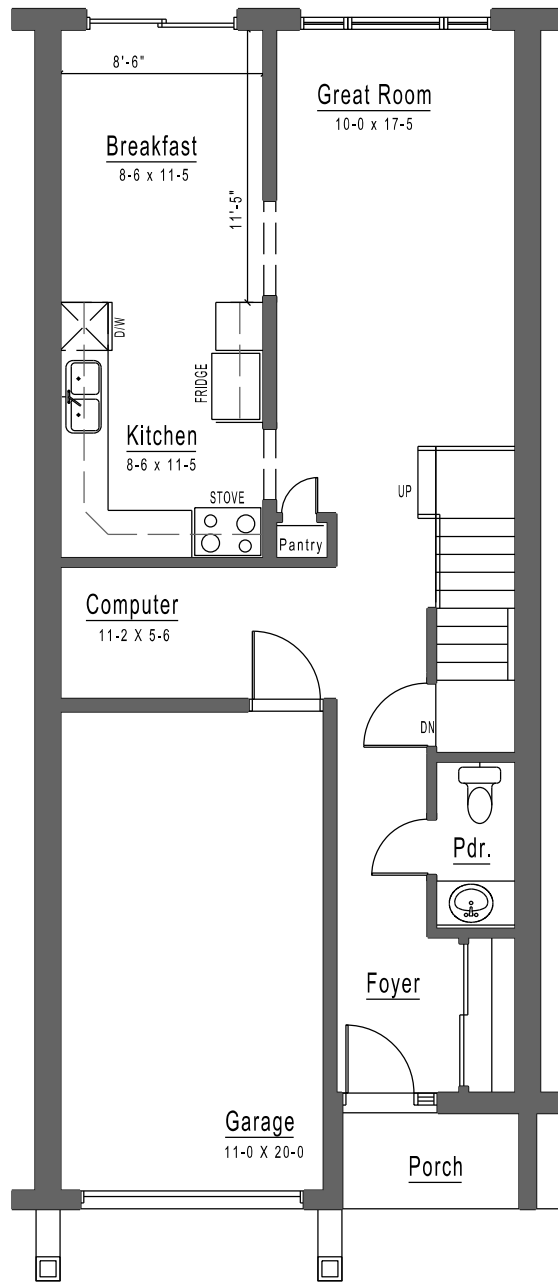 8'-6"
Great Room
10-0 x 17-5
Breakfast
8-6 x 11-5
11'-5"
D/W
FRIDGE
Kitchen
8-6 x 11-5
UP
STOVE
Pantry
Computer
11-2 X 5-6
DN
Pdr.
Foyer
Garage
11-0 X 20-0
Porch